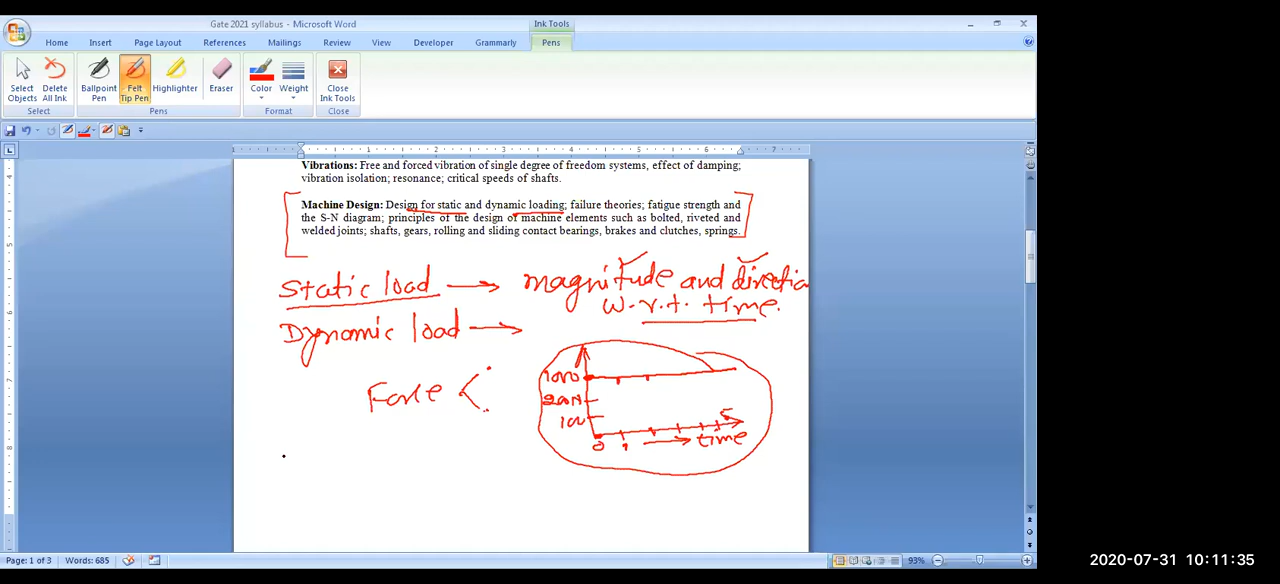 Gate 2021 syllabus - Microsoft Word
Ink Tools
Home Insert Page Layout References Mailings Review View Developer Grammarly Pens
Select Objects
Delete All Ink
Ballpoint Pen
Felt Tip Pen
Highlighter
Eraser
Color
Weight
Close Ink Tools
Select Pens Format Close
Vibrations: Free and forced vibration of single degree of freedom systems, effect of damping;
vibration isolation; resonance; critical speeds of shafts.
Machine Design: Design for static and dynamic loading; failure theories; fatigue strength and
the S-N diagram; principles of the design of machine elements such as bolted, riveted and
welded joints; shafts, gears, rolling and sliding contact bearings, brakes and clutches, springs.
Static load → magnitude and directio
w.r.t. time.
Dynamic load →
Force <
1000
200N
100
0 1 time
Page: 1 of 3 Words: 685 93%
2020-07-31 10:11:35